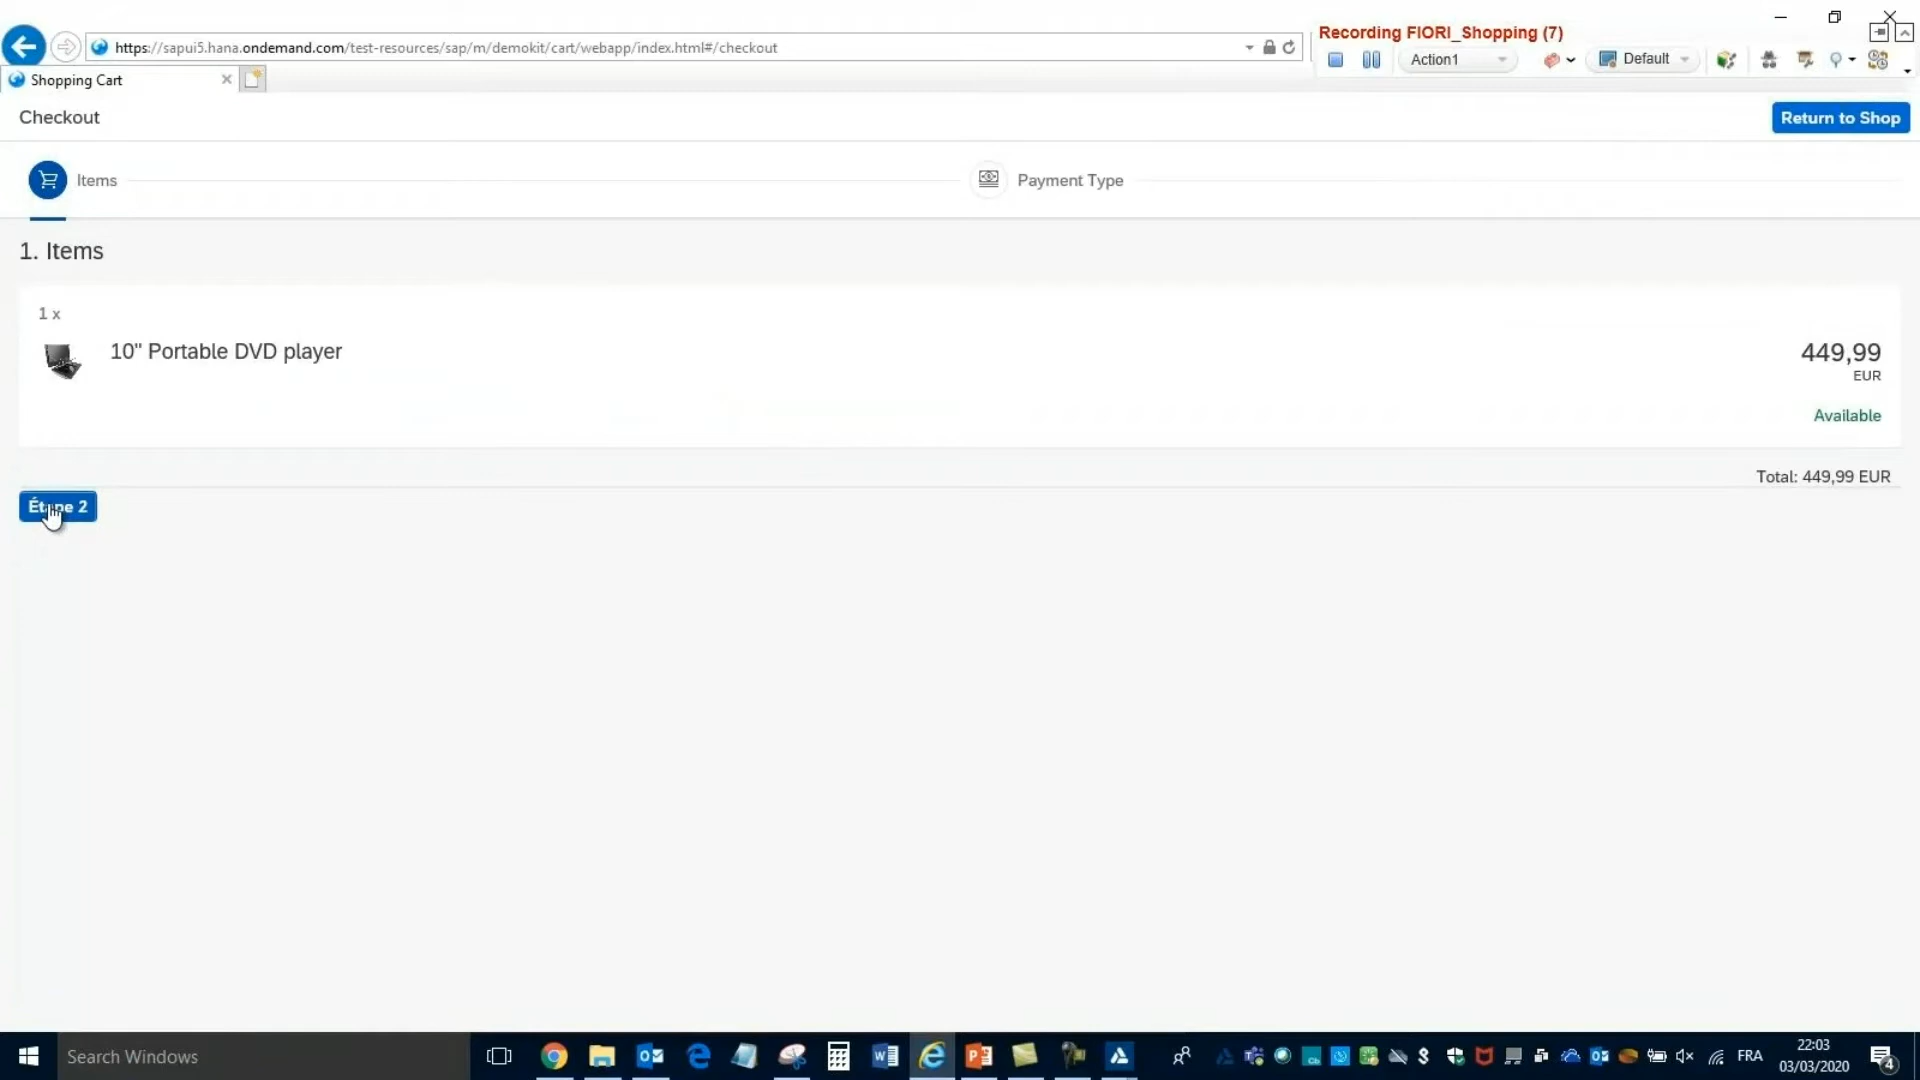 Recording FIORI_Shopping (7)
https://sapui5.hana.ondemand.com/test-resources/sap/m/demokit/cart/webapp/index.html#/checkout
Action1
Default
Shopping Cart
Checkout
Return to Shop
Items
Payment Type
1. Items
1 x
10" Portable DVD player
449,99
EUR
Available
Total: 449,99 EUR
Étape 2
Search Windows
FRA
22:03
03/03/2020
4